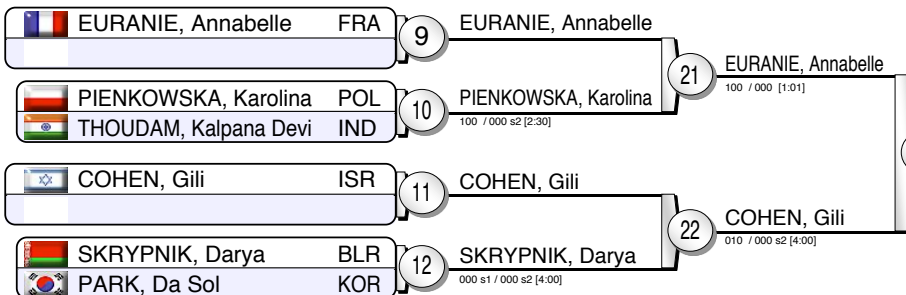 EURANIE, Annabelle FRA
9
EURANIE, Annabelle
PIENKOWSKA, Karolina POL
THOUDAM, Kalpana Devi IND
10
PIENKOWSKA, Karolina
100 / 000 s2 [2:30]
21
EURANIE, Annabelle
100 / 000 [1:01]
COHEN, Gili ISR
11
COHEN, Gili
SKRYPNIK, Darya BLR
PARK, Da Sol KOR
12
SKRYPNIK, Darya
000 s1 / 000 s2 [4:00]
22
COHEN, Gili
010 / 000 s2 [4:00]